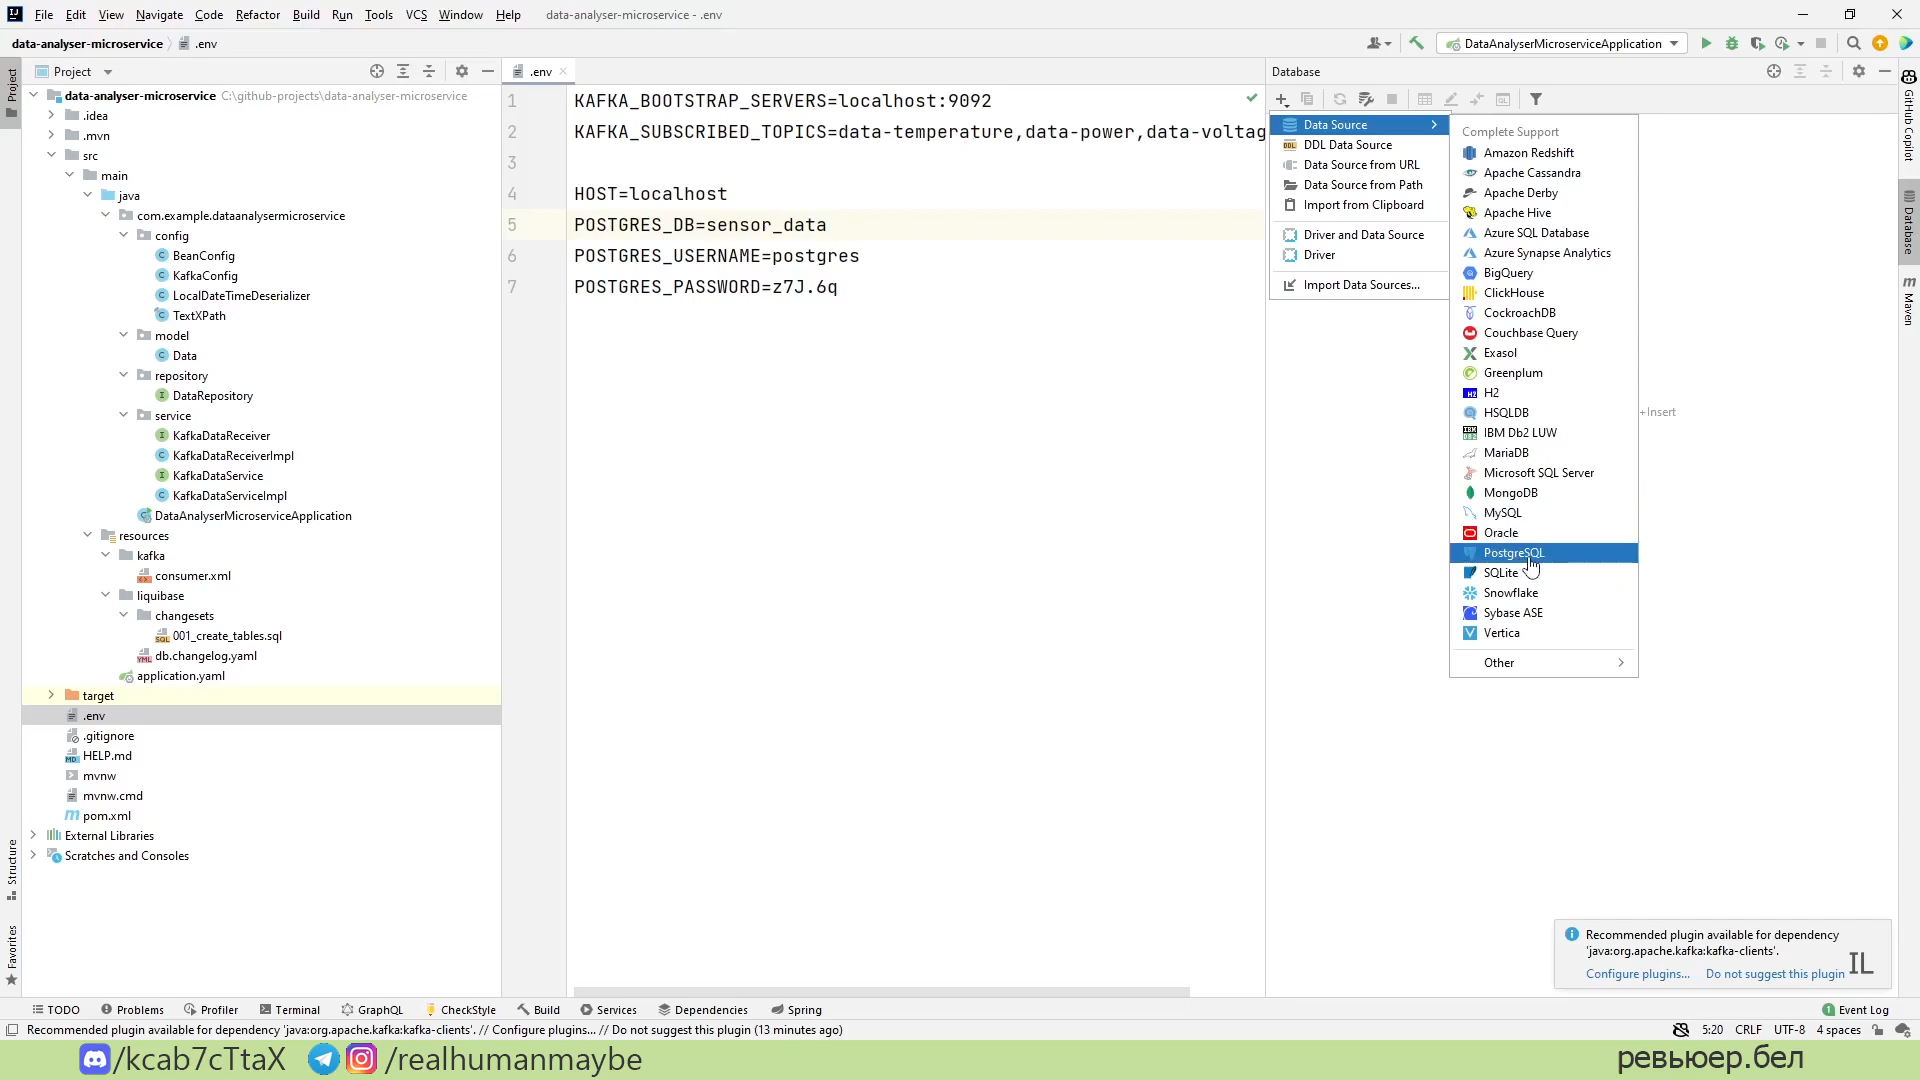 File Edit View Navigate Code Refactor Build Run Tools VCS Window Help data-analyser-microservice - .env
data-analyser-microservice .env
DataAnalyserMicroserviceApplication
Project
.env
Database
data-analyser-microservice C:\github-projects\data-analyser-microservice
.idea
.mvn
src
main
java
com.example.dataanalysermicroservice
config
BeanConfig
KafkaConfig
LocalDateTimeDeserializer
TextXPath
model
Data
repository
DataRepository
service
KafkaDataReceiver
KafkaDataReceiverImpl
KafkaDataService
KafkaDataServiceImpl
DataAnalyserMicroserviceApplication
resources
kafka
consumer.xml
liquibase
changesets
001_create_tables.sql
db.changelog.yaml
application.yaml
target
.env
.gitignore
HELP.md
mvnw
mvnw.cmd
pom.xml
External Libraries
Scratches and Consoles
1 KAFKA_BOOTSTRAP_SERVERS=localhost:9092
2 KAFKA_SUBSCRIBED_TOPICS=data-temperature,data-power,data-voltag
3
4 HOST=localhost
5 POSTGRES_DB=sensor_data
6 POSTGRES_USERNAME=postgres
7 POSTGRES_PASSWORD=z7J.6q
Data Source
DDL Data Source
Data Source from URL
Data Source from Path
Import from Clipboard
Driver and Data Source
Driver
Import Data Sources...
Complete Support
Amazon Redshift
Apache Cassandra
Apache Derby
Apache Hive
Azure SQL Database
Azure Synapse Analytics
BigQuery
ClickHouse
CockroachDB
Couchbase Query
Exasol
Greenplum
H2
HSQLDB
IBM Db2 LUW
MariaDB
Microsoft SQL Server
MongoDB
MySQL
Oracle
PostgreSQL
SQLite
Snowflake
Sybase ASE
Vertica
Other
+Insert
Project
Structure
Favorites
GitHub Copilot
Database
Maven
Recommended plugin available for dependency
'java:org.apache.kafka:kafka-clients'.
Configure plugins... Do not suggest this plugin
IL
TODO Problems Profiler Terminal GraphQL CheckStyle Build Services Dependencies Spring 1 Event Log
Recommended plugin available for dependency 'java:org.apache.kafka:kafka-clients'. // Configure plugins... // Do not suggest this plugin (13 minutes ago) 5:20 CRLF UTF-8 4 spaces
/kcab7cTtaX /realhumanmaybe ревьюер.бел